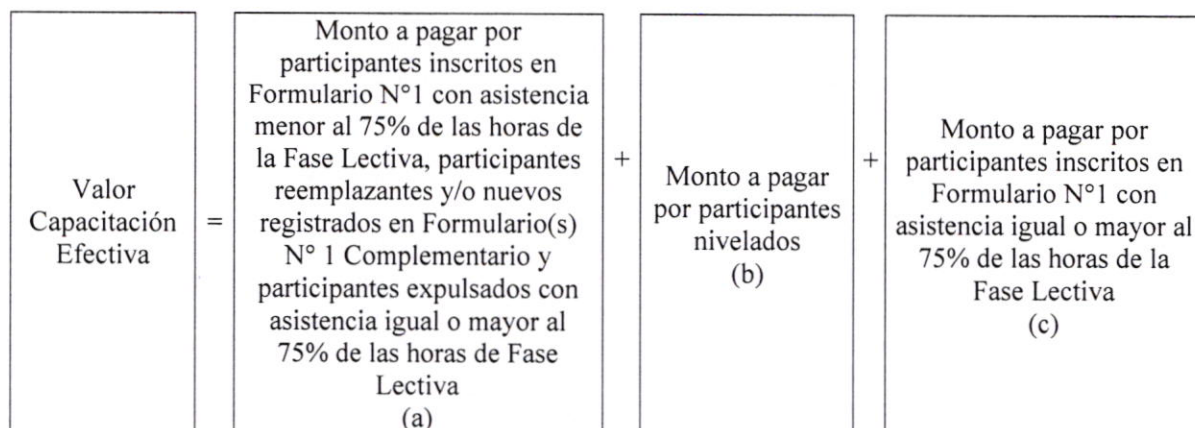 Valor
Capacitación
Efectiva
=
Monto a pagar por
participantes inscritos en
Formulario N°1 con asistencia
menor al 75% de las horas de
la Fase Lectiva, participantes
reemplazantes y/o nuevos
registrados en Formulario(s)
N° 1 Complementario y
participantes expulsados con
asistencia igual o mayor al
75% de las horas de Fase
Lectiva
(a)
+
Monto a pagar
por participantes
nivelados
(b)
+
Monto a pagar por
participantes inscritos en
Formulario N°1 con
asistencia igual o mayor al
75% de las horas de la
Fase Lectiva
(c)